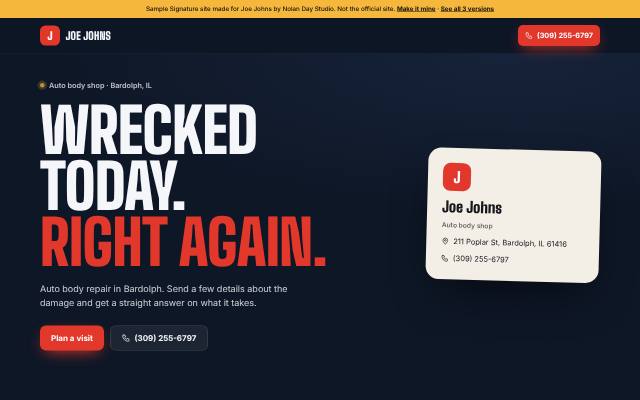 Sample Signature site made for Joe Johns by Nolan Day Studio. Not the official site. Make it mine · See all 3 versions
J JOE JOHNS
(309) 255-6797
Auto body shop · Bardolph, IL
WRECKED
TODAY.
RIGHT AGAIN.
Auto body repair in Bardolph. Send a few details about the
damage and get a straight answer on what it takes.
Plan a visit
(309) 255-6797
J
Joe Johns
Auto body shop
211 Poplar St, Bardolph, IL 61416
(309) 255-6797